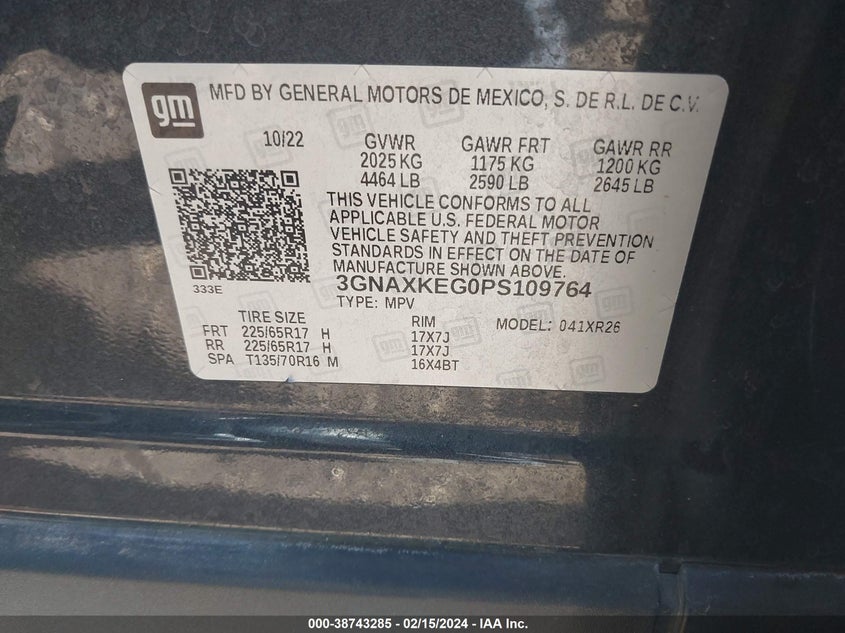 gm
MFD BY GENERAL MOTORS DE MEXICO, S. DE R.L. DE C.V.
10/22 GVWR GAWR FRT GAWR RR
2025 KG 1175 KG 1200 KG
4464 LB 2590 LB 2645 LB
THIS VEHICLE CONFORMS TO ALL
APPLICABLE U.S. FEDERAL MOTOR
VEHICLE SAFETY AND THEFT PREVENTION
STANDARDS IN EFFECT ON THE DATE OF
MANUFACTURE SHOWN ABOVE.
333E
3GNAXKEG0PS109764
TYPE: MPV
TIRE SIZE RIM MODEL: 041XR26
FRT 225/65R17 H 17X7J
RR 225/65R17 H 17X7J
SPA T135/70R16 M 16X4BT
000-38743285 - 02/15/2024 - IAA Inc.